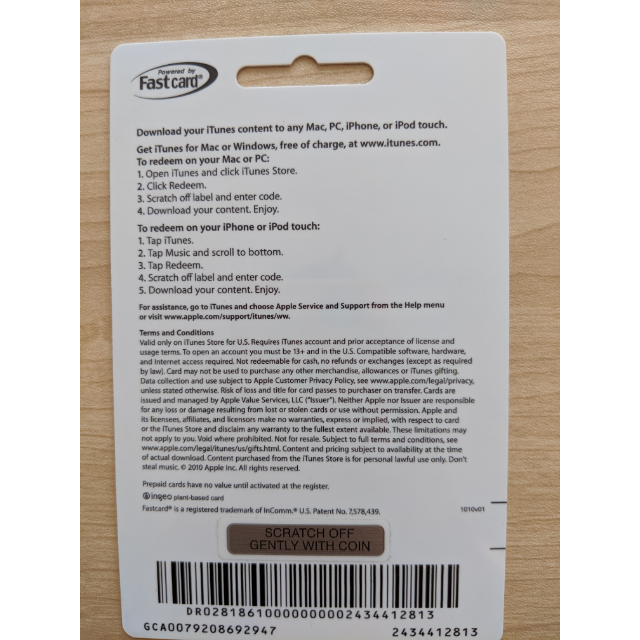 Powered by
Fastcard®
Download your iTunes content to any Mac, PC, iPhone, or iPod touch.
Get iTunes for Mac or Windows, free of charge, at www.itunes.com.
To redeem on your Mac or PC:
1. Open iTunes and click iTunes Store.
2. Click Redeem.
3. Scratch off label and enter code.
4. Download your content. Enjoy.
To redeem on your iPhone or iPod touch:
1. Tap iTunes.
2. Tap Music and scroll to bottom.
3. Tap Redeem.
4. Scratch off label and enter code.
5. Download your content. Enjoy.
For assistance, go to iTunes and choose Apple Service and Support from the Help menu
or visit www.apple.com/support/itunes/ww.
Terms and Conditions
Valid only on iTunes Store for U.S. Requires iTunes account and prior acceptance of license and
usage terms. To open an account you must be 13+ and in the U.S. Compatible software, hardware,
and Internet access required. Not redeemable for cash, no refunds or exchanges (except as required
by law). Card may not be used to purchase any other merchandise, allowances or iTunes gifting.
Data collection and use subject to Apple Customer Privacy Policy, see www.apple.com/legal/privacy,
unless stated otherwise. Risk of loss and title for card passes to purchaser on transfer. Cards are
issued and managed by Apple Value Services, LLC ("Issuer"). Neither Apple nor Issuer are responsible
for any loss or damage resulting from lost or stolen cards or use without permission. Apple and
its licensees, affiliates, and licensors make no warranties, express or implied, with respect to card
or the iTunes Store and disclaim any warranty to the fullest extent available. These limitations may
not apply to you. Void where prohibited. Not for resale. Subject to full terms and conditions, see
www.apple.com/legal/itunes/us/gifts.html. Content and pricing subject to availability at the time
of actual download. Content purchased from the iTunes Store is for personal lawful use only. Don't
steal music. © 2010 Apple Inc. All rights reserved.
Prepaid cards have no value until activated at the register.
ingeo plant-based card
Fastcard® is a registered trademark of InComm.® U.S. Patent No. 7,578,439.
1010v01
SCRATCH OFF
GENTLY WITH COIN
DR02818610000000002434412813
GCA0079208692947
2434412813